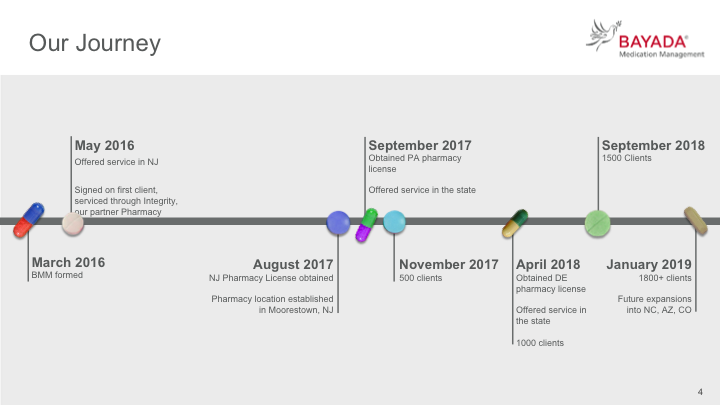 Our Journey
BAYADA®
Medication Management
May 2016
Offered service in NJ
Signed on first client,
serviced through Integrity,
our partner Pharmacy
September 2017
Obtained PA pharmacy
license
Offered service in the state
September 2018
1500 Clients
March 2016
BMM formed
August 2017
NJ Pharmacy License obtained
Pharmacy location established
in Moorestown, NJ
November 2017
500 clients
April 2018
Obtained DE
pharmacy license
Offered service in
the state
1000 clients
January 2019
1800+ clients
Future expansions
into NC, AZ, CO
4